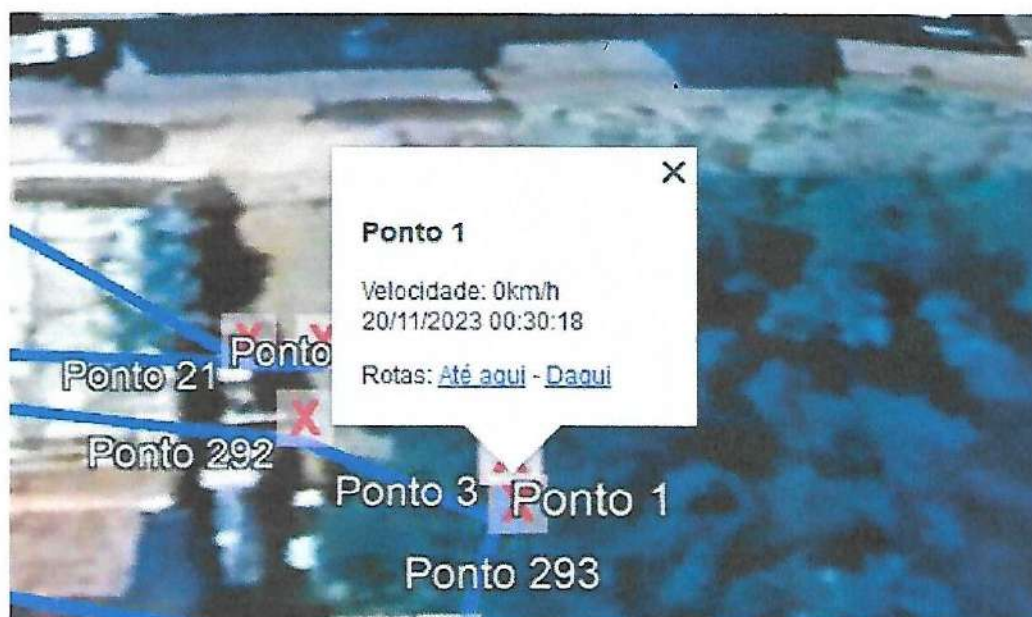 Ponto 1
Velocidade: 0km/h
20/11/2023 00:30:18
Rotas: Até aqui - Daqui
Ponto
Ponto 21
Ponto 292
Ponto 3
Ponto 1
Ponto 293